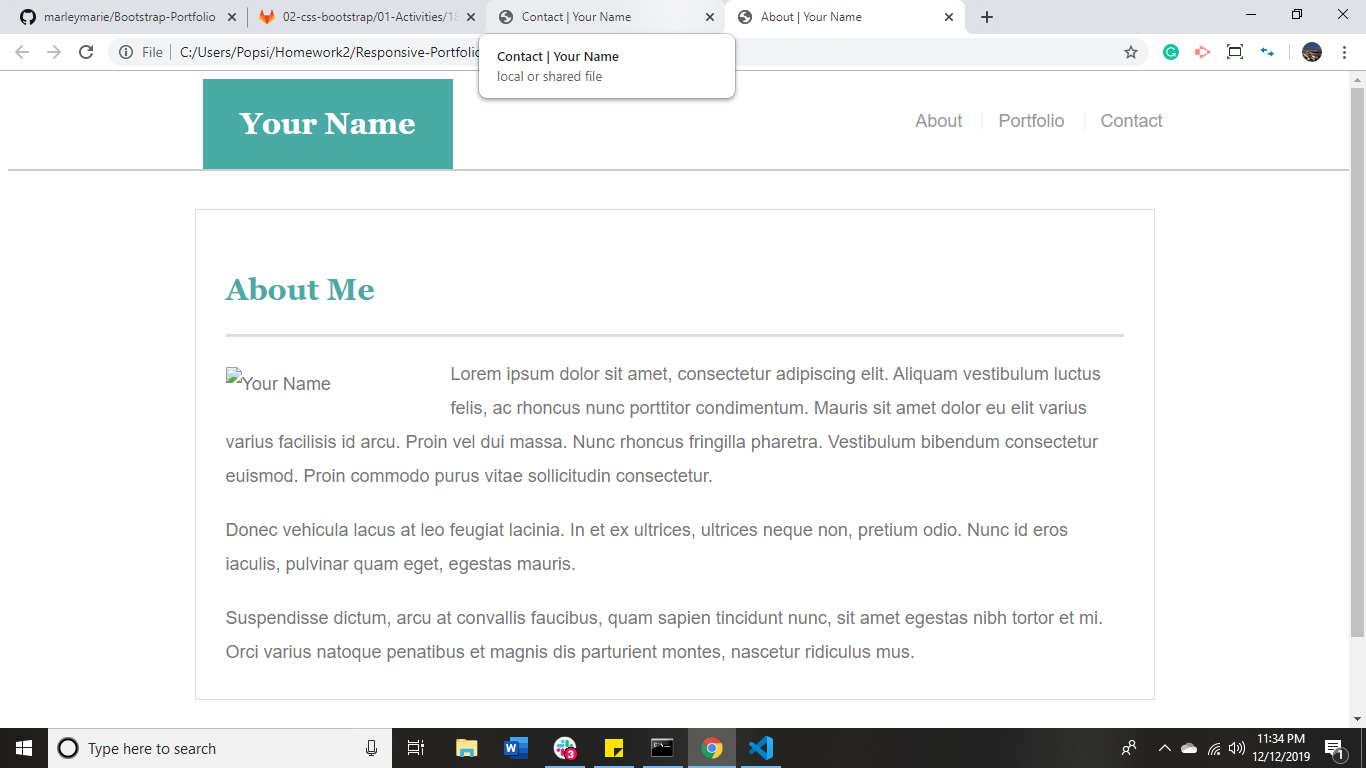 marleymarie/Bootstrap-Portfolio
02-css-bootstrap/01-Activities/18
Contact | Your Name
About | Your Name
File
C:/Users/Popsi/Homework2/Responsive-Portfolio
Contact | Your Name
local or shared file
Your Name
About
Portfolio
Contact
About Me
Your Name
Lorem ipsum dolor sit amet, consectetur adipiscing elit. Aliquam vestibulum luctus
felis, ac rhoncus nunc porttitor condimentum. Mauris sit amet dolor eu elit varius
varius facilisis id arcu. Proin vel dui massa. Nunc rhoncus fringilla pharetra. Vestibulum bibendum consectetur
euismod. Proin commodo purus vitae sollicitudin consectetur.
Donec vehicula lacus at leo feugiat lacinia. In et ex ultrices, ultrices neque non, pretium odio. Nunc id eros
iaculis, pulvinar quam eget, egestas mauris.
Suspendisse dictum, arcu at convallis faucibus, quam sapien tincidunt nunc, sit amet egestas nibh tortor et mi.
Orci varius natoque penatibus et magnis dis parturient montes, nascetur ridiculus mus.
Type here to search
3
11:34 PM
12/12/2019
1